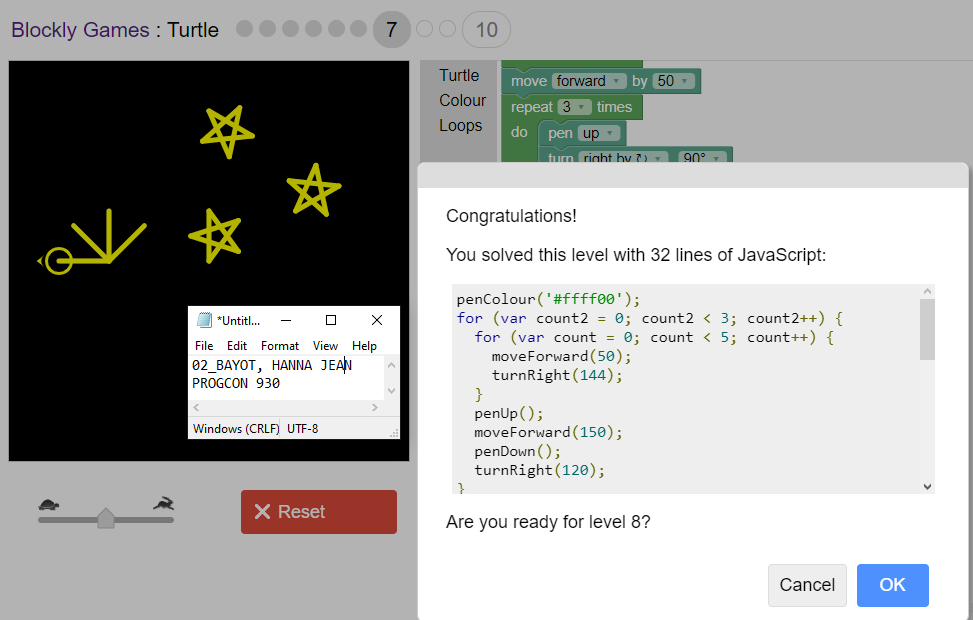 Blockly Games : Turtle 7 10
Turtle
Colour
Loops
move forward by 50
repeat 3 times
do pen up
turn right by ↻ 90°
*Untitl...
File Edit Format View Help
02_BAYOT, HANNA JEAN
PROGCON 930
Windows (CRLF) UTF-8
Reset
Congratulations!
You solved this level with 32 lines of JavaScript:
penColour('#ffff00');
for (var count2 = 0; count2 < 3; count2++) {
  for (var count = 0; count < 5; count++) {
    moveForward(50);
    turnRight(144);
  }
  penUp();
  moveForward(150);
  penDown();
  turnRight(120);
}
Are you ready for level 8?
Cancel OK